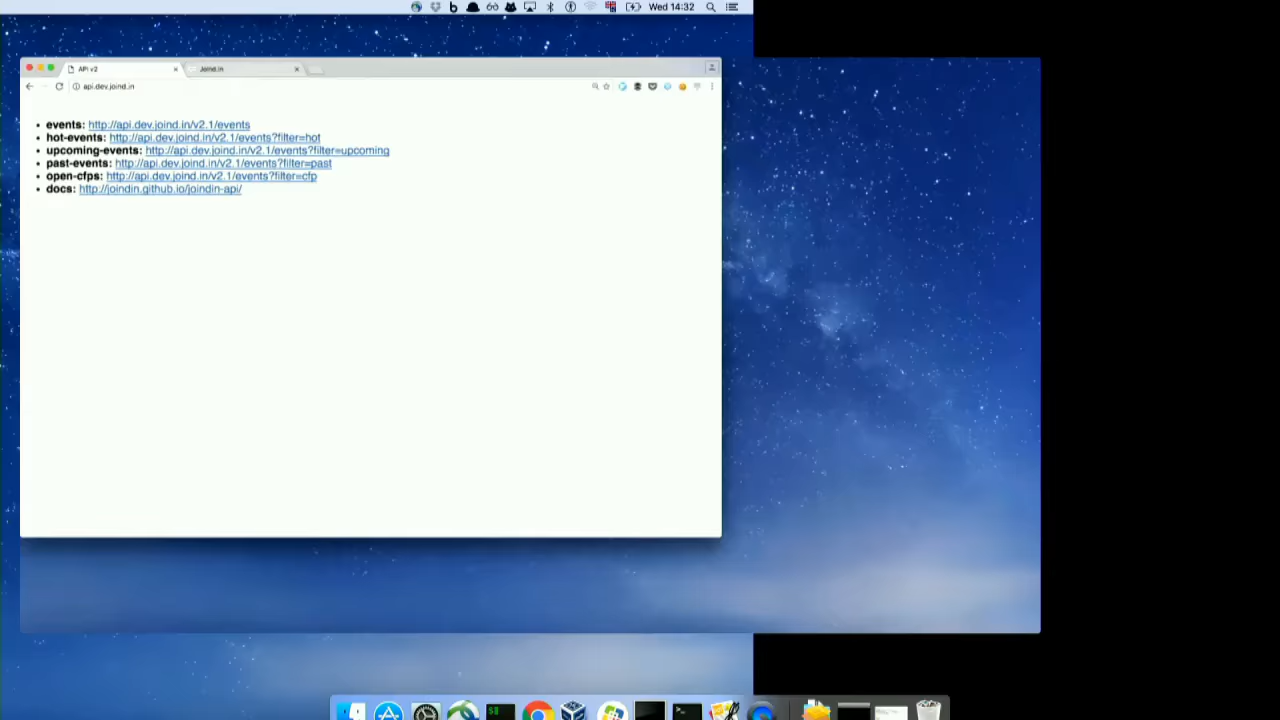 Wed 14:32
API v2
Joind.in
api.dev.joind.in
events: http://api.dev.joind.in/v2.1/events
hot-events: http://api.dev.joind.in/v2.1/events?filter=hot
upcoming-events: http://api.dev.joind.in/v2.1/events?filter=upcoming
past-events: http://api.dev.joind.in/v2.1/events?filter=past
open-cfps: http://api.dev.joind.in/v2.1/events?filter=cfp
docs: http://joindin.github.io/joindin-api/